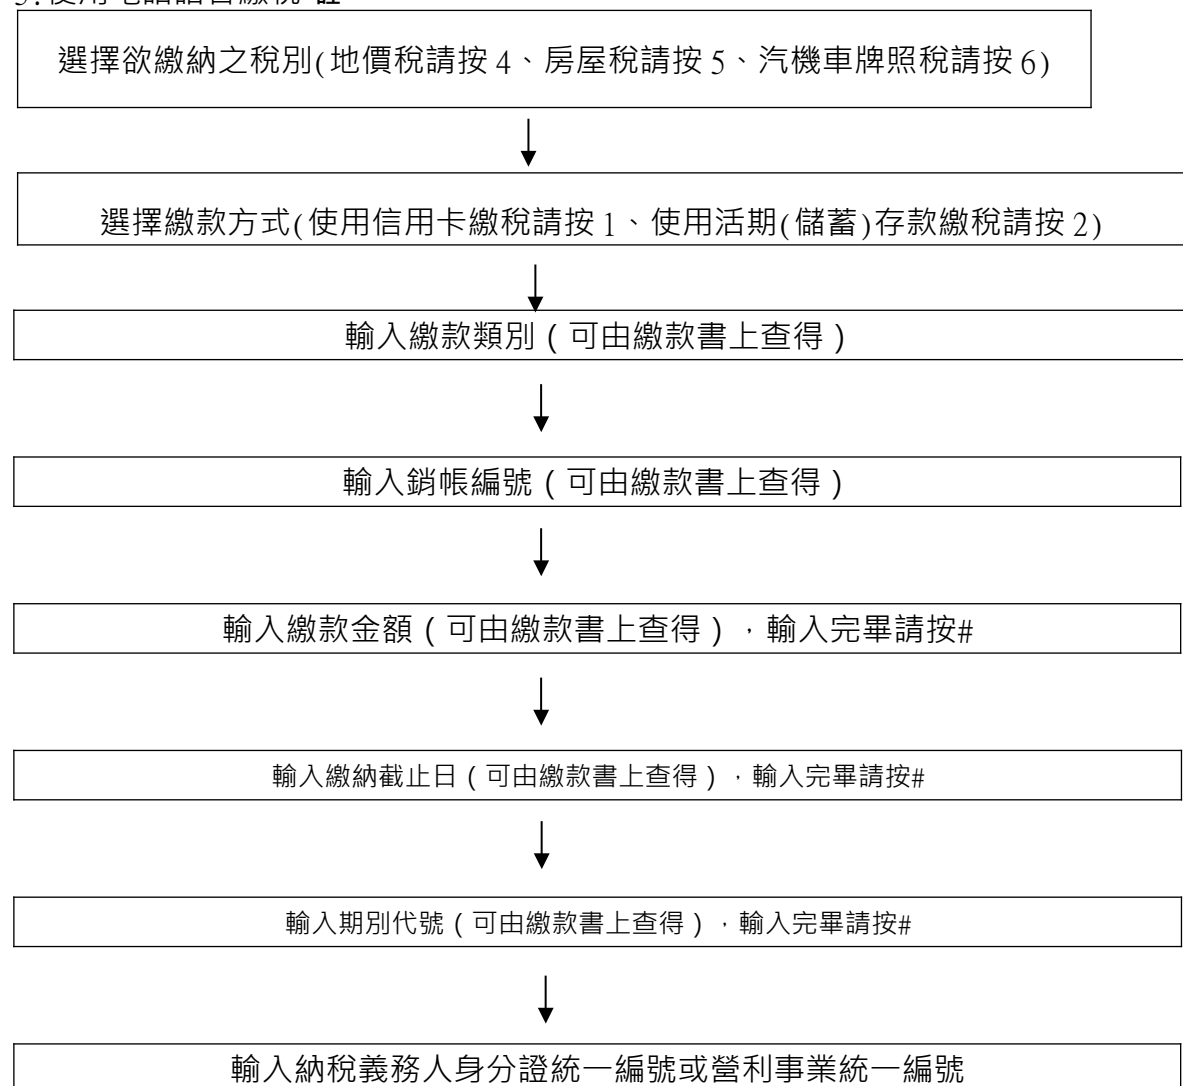 選擇欲繳納之稅別(地價稅請按4、房屋稅請按5、汽機車牌照稅請按6)
選擇繳款方式(使用信用卡繳稅請按1、使用活期(儲蓄)存款繳稅請按2)
輸入繳款類別（可由繳款書上查得）
輸入銷帳編號（可由繳款書上查得）
輸入繳款金額（可由繳款書上查得），輸入完畢請按#
輸入繳納截止日（可由繳款書上查得），輸入完畢請按#
輸入期別代號（可由繳款書上查得），輸入完畢請按#
輸入納稅義務人身分證統一編號或營利事業統一編號